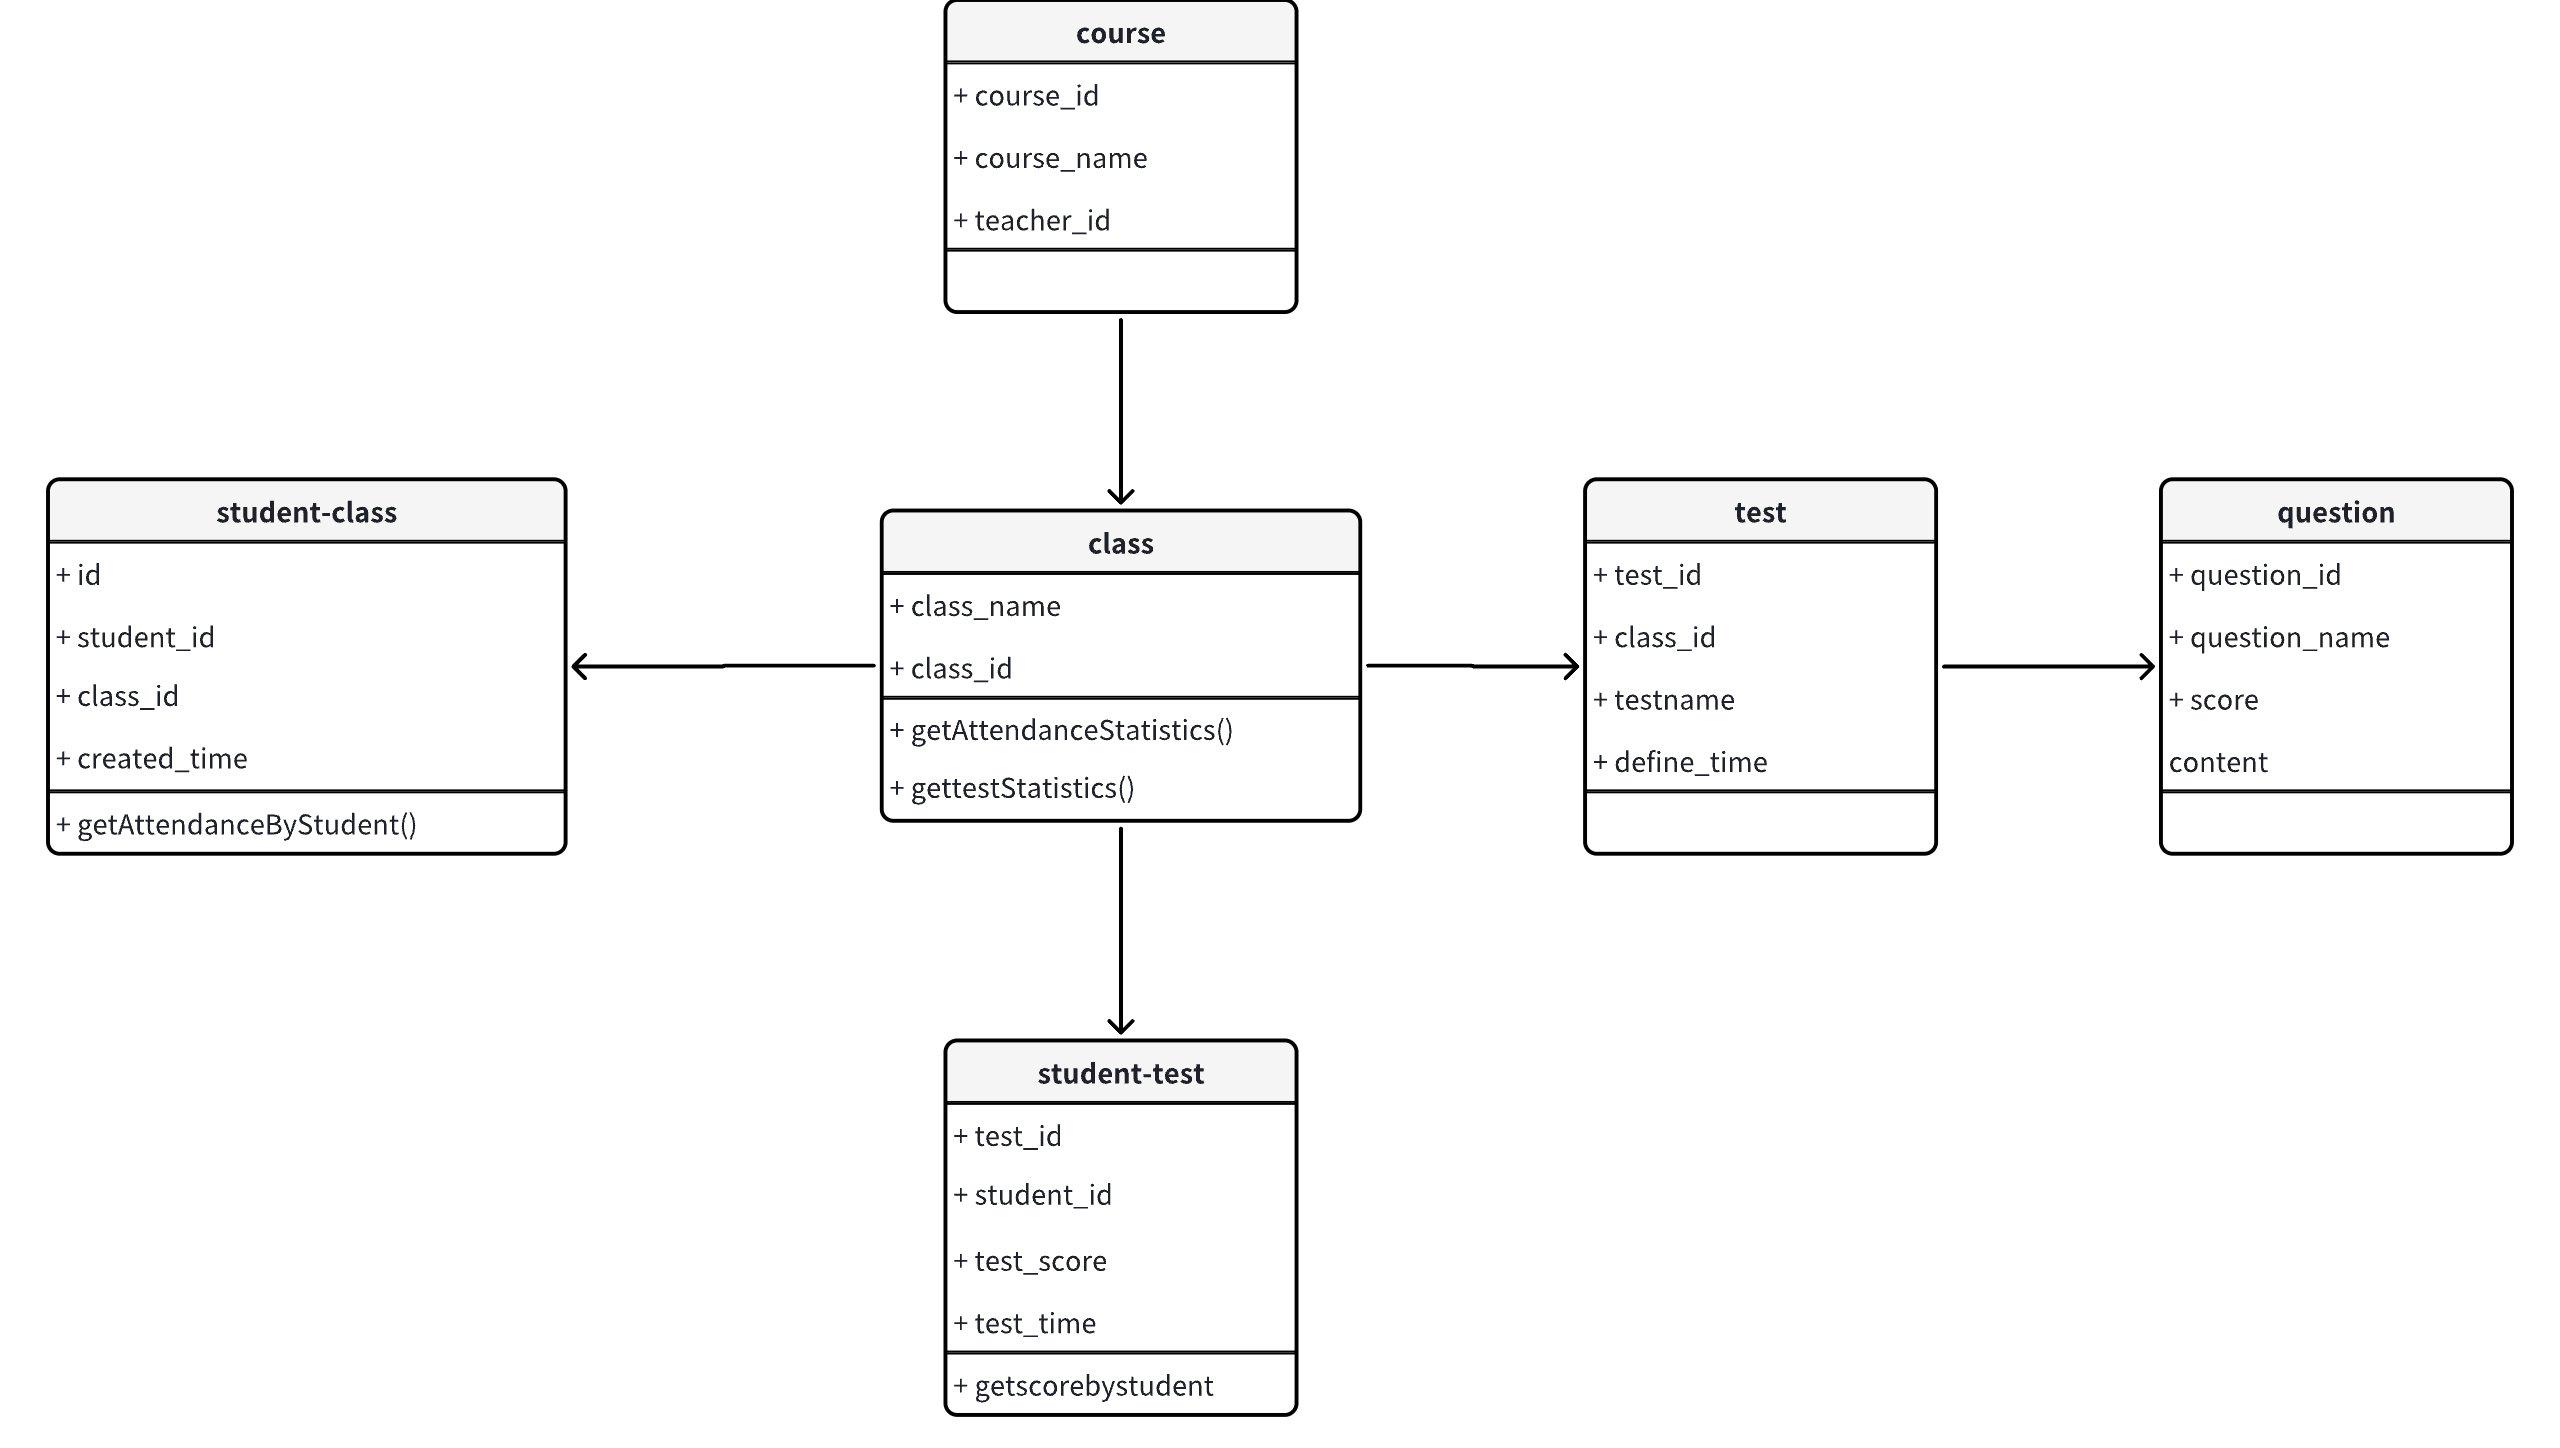 course
+ course_id
+ course_name
+ teacher_id
student-class
+ id
+ student_id
+ class_id
+ created_time
+ getAttendanceByStudent()
class
+ class_name
+ class_id
+ getAttendanceStatistics()
+ gettestStatistics()
test
+ test_id
+ class_id
+ testname
+ define_time
question
+ question_id
+ question_name
+ score
content
student-test
+ test_id
+ student_id
+ test_score
+ test_time
+ getscorebystudent